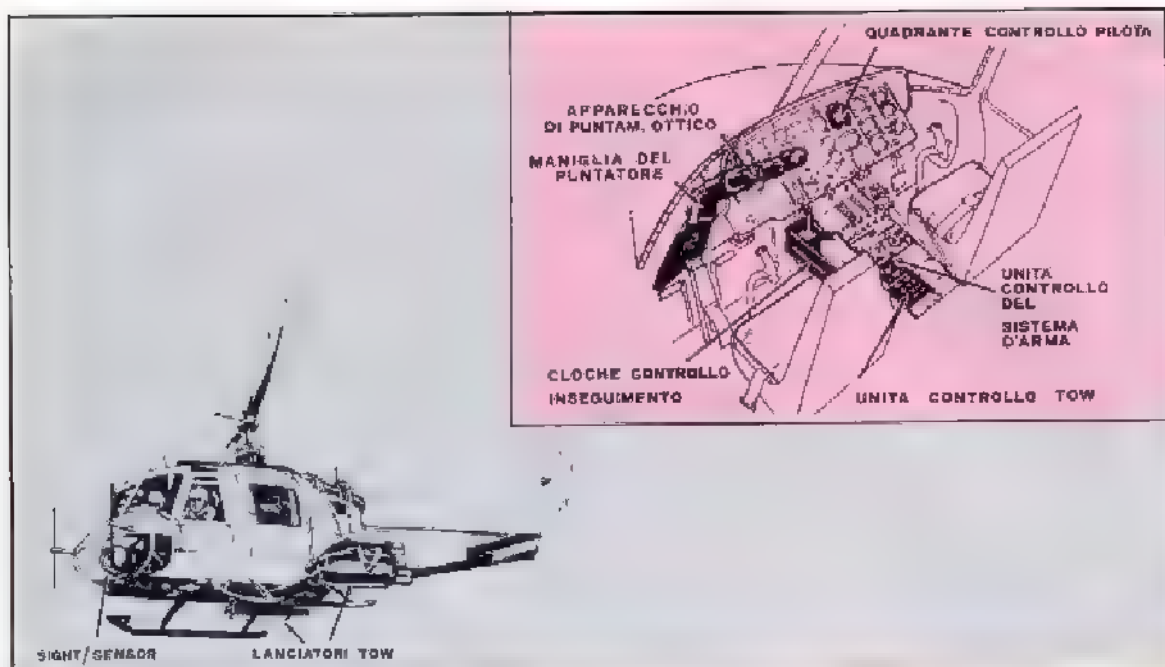 QUADRANTE CONTROLLO PILOTA
APPARECCHIO
DI PUNTAM. OTTICO
MANIGLIA DEL
PUNTATORE
UNITA
CONTROLLO
DEL
SISTEMA
D'ARMA
CLOCHE CONTROLLO
INSEGUIMENTO
UNITA CONTROLLO TOW
SIGHT/SENSOR
LANCIATORI TOW